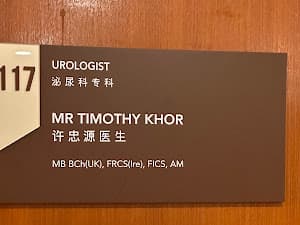 117
UROLOGIST
泌尿科专科
MR TIMOTHY KHOR
许忠源医生
MB BCh(UK), FRCS(Ire), FICS, AM